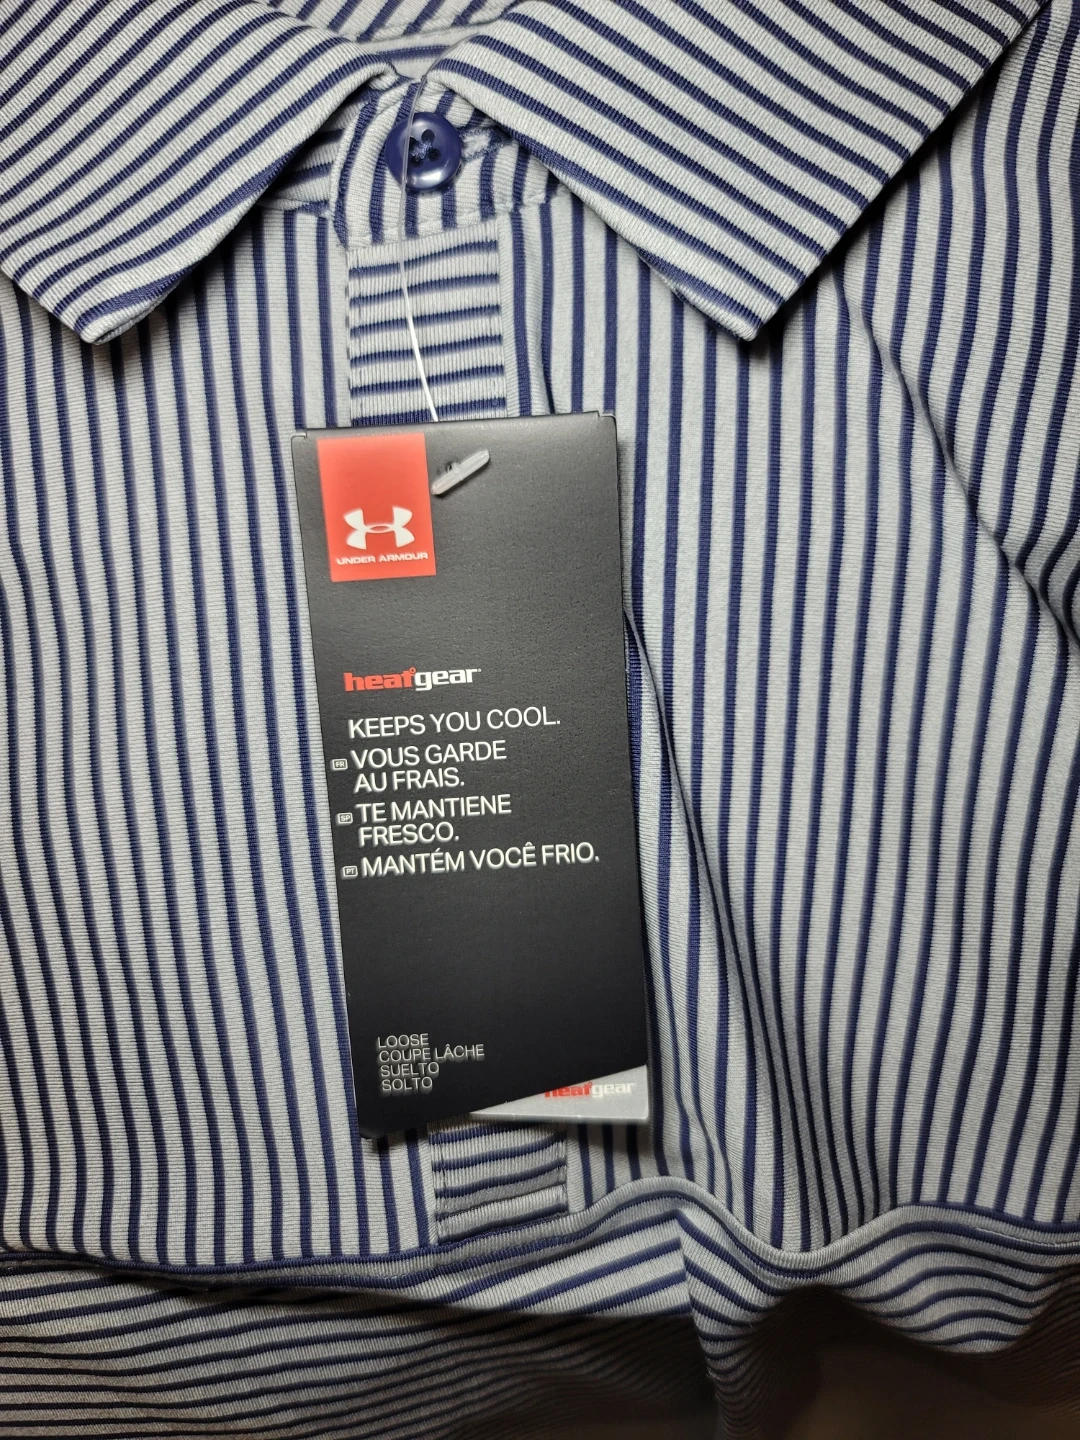 UNDER ARMOUR
heatgear
KEEPS YOU COOL.
FR VOUS GARDE
AU FRAIS.
SP TE MANTIENE
FRESCO.
PT MANTÉM VOCÊ FRIO.
LOOSE
COUPE LÂCHE
SUELTO
SOLTO
heatgear